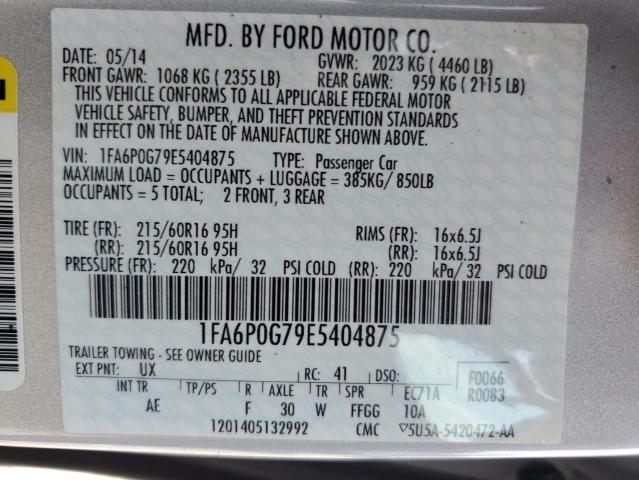 MFD. BY FORD MOTOR CO.
DATE: 05/14 GVWR: 2023 KG ( 4460 LB)
FRONT GAWR: 1068 KG ( 2355 LB) REAR GAWR: 959 KG ( 2115 LB)
THIS VEHICLE CONFORMS TO ALL APPLICABLE FEDERAL MOTOR
VEHICLE SAFETY, BUMPER, AND THEFT PREVENTION STANDARDS
IN EFFECT ON THE DATE OF MANUFACTURE SHOWN ABOVE.
VIN: 1FA6P0G79E5404875 TYPE: Passenger Car
MAXIMUM LOAD = OCCUPANTS + LUGGAGE = 385KG/ 850LB
OCCUPANTS = 5 TOTAL; 2 FRONT, 3 REAR
TIRE (FR): 215/60R16 95H RIMS (FR): 16x6.5J
(RR): 215/60R16 95H (RR): 16x6.5J
PRESSURE (FR): 220 kPa/ 32 PSI COLD (RR): 220 kPa/ 32 PSI COLD
1FA6P0G79E5404875
TRAILER TOWING - SEE OWNER GUIDE
EXT PNT: UX RC: 41 DSO: F0066
INT TR TP/PS R AXLE TR SPR EC71A R0083
AE F 30 W FFGG 10A
1201405132992 CMC ▽5U5A-5420472-AA